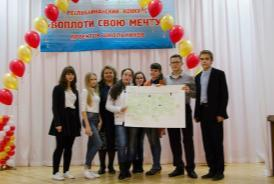 РЕСПУБЛИКАНСКИЙ КОНКУРС
ВОПЛОТИ СВОЮ МЕЧТУ
ПРОЕКТОВ ШКОЛЬНИКОВ